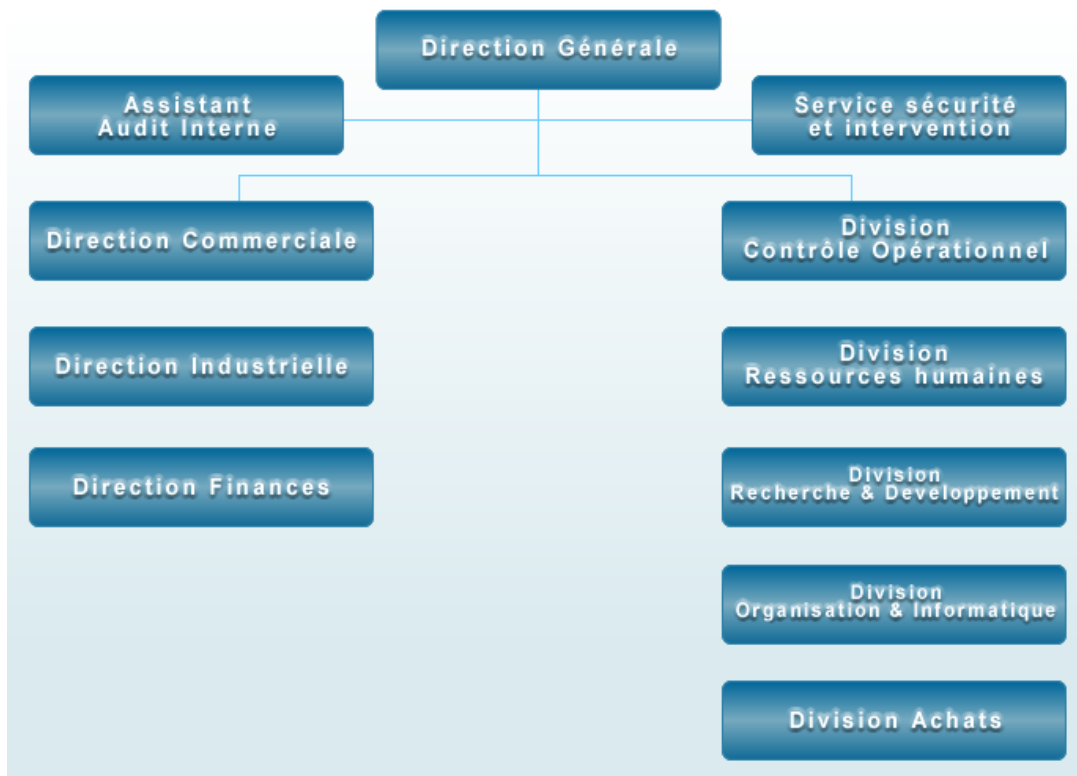 Direction Générale
Assistant
Audit Interne
Service sécurité
et intervention
Direction Commerciale
Division
Contrôle Opérationnel
Direction Industrielle
Division
Ressources humaines
Direction Finances
Division
Recherche & Developpement
Division
Organisation & Informatique
Division Achats